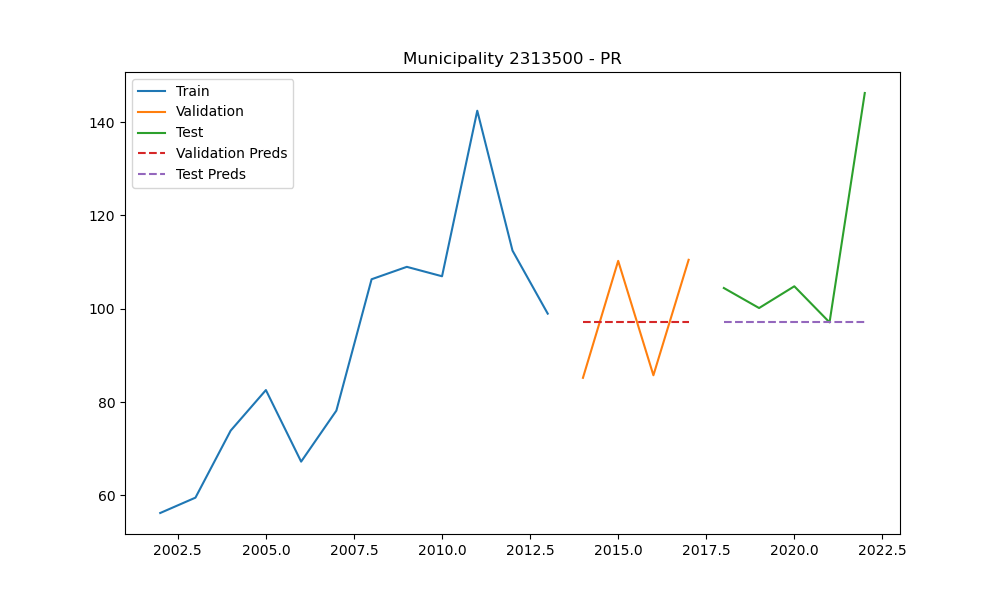 Municipality 2313500 - PR
Train
Validation
Test
Validation Preds
Test Preds
140
120
100
80
60
2002.5 2005.0 2007.5 2010.0 2012.5 2015.0 2017.5 2020.0 2022.5